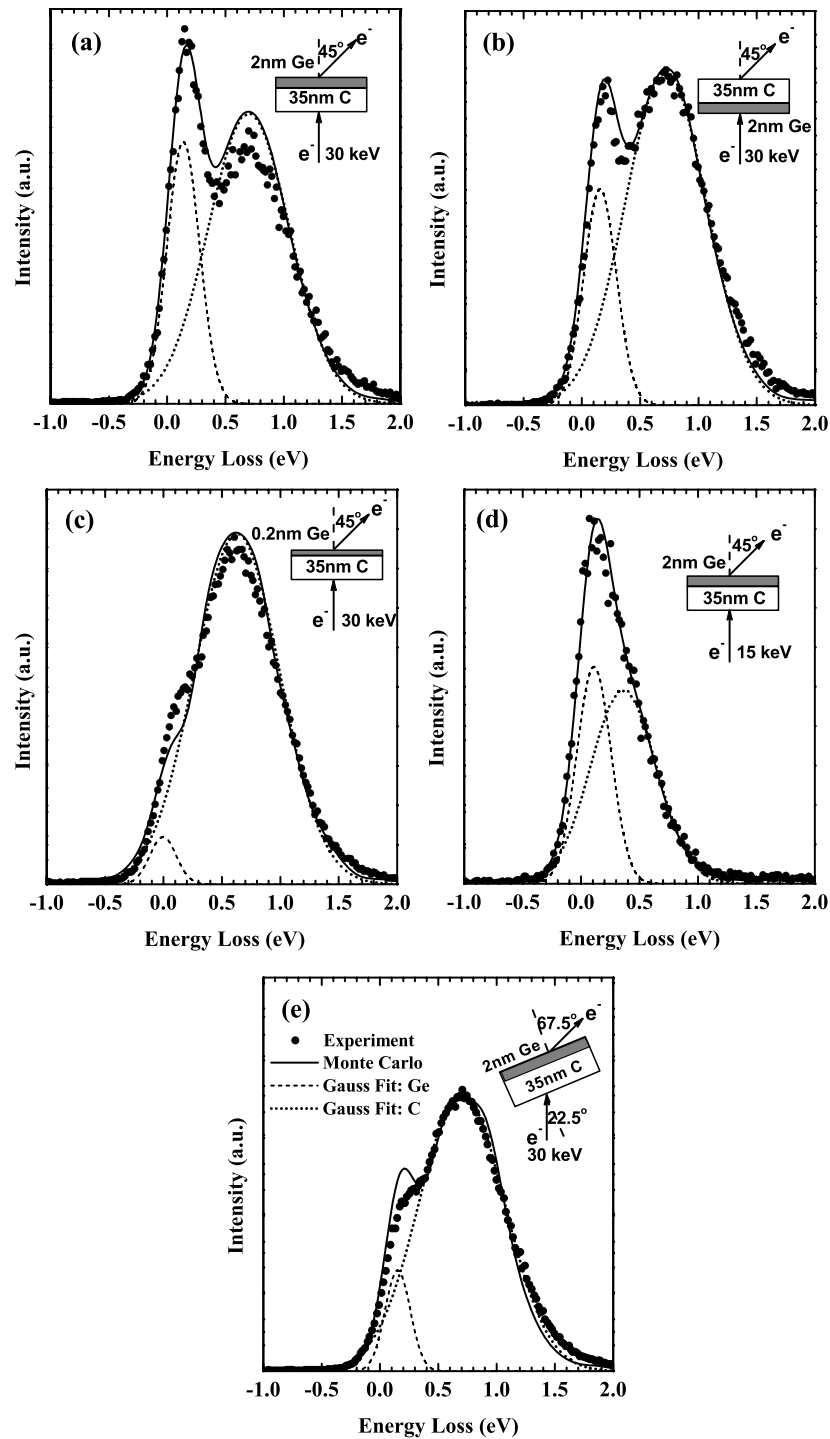 (a)
45°
e⁻
2nm Ge
35nm C
e⁻ 30 keV
Intensity (a.u.)
-1.0 -0.5 0.0 0.5 1.0 1.5 2.0
Energy Loss (eV)
(b)
45°
e⁻
35nm C
2nm Ge
e⁻ 30 keV
Intensity (a.u.)
-1.0 -0.5 0.0 0.5 1.0 1.5 2.0
Energy Loss (eV)
(c)
45°
e⁻
0.2nm Ge
35nm C
e⁻ 30 keV
Intensity (a.u.)
-1.0 -0.5 0.0 0.5 1.0 1.5 2.0
Energy Loss (eV)
(d)
45°
e⁻
2nm Ge
35nm C
e⁻ 15 keV
Intensity (a.u.)
-1.0 -0.5 0.0 0.5 1.0 1.5 2.0
Energy Loss (eV)
(e)
Experiment
Monte Carlo
Gauss Fit: Ge
Gauss Fit: C
67.5°
e⁻
2nm Ge
35nm C
22.5°
e⁻
30 keV
Intensity (a.u.)
-1.0 -0.5 0.0 0.5 1.0 1.5 2.0
Energy Loss (eV)